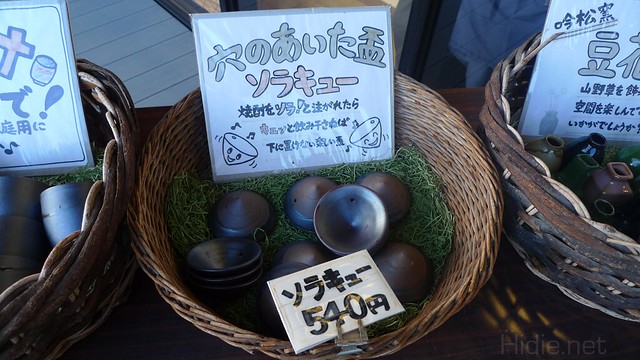 穴のあいた盃
ソラキュー
焼酎をソラ♪と注がれたら
キューッと飲み干さねば
下に置けない楽しい盃
ソラキュー
540円
で!
庭用に
吟松窯
豆花
山野草を飾
空間を楽しんで
いかがでしょうか
Hidie.net